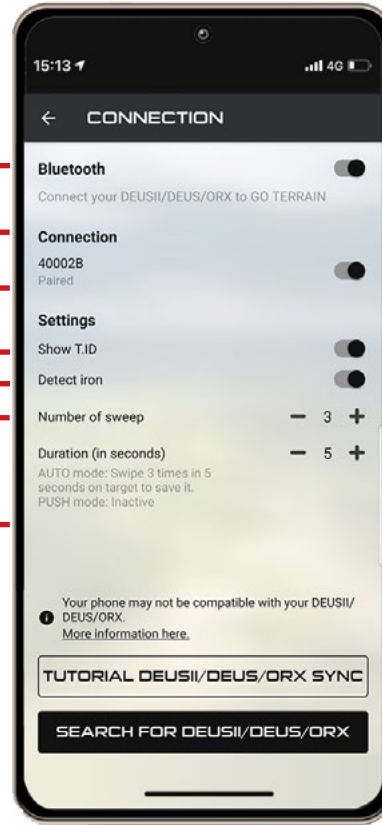 15:13
4G
CONNECTION
Bluetooth
Connect your DEUSII/DEUS/ORX to GO TERRAIN
Connection
40002B
Paired
Settings
Show T.ID
Detect iron
Number of sweep − 3 +
Duration (in seconds) − 5 +
AUTO mode: Swipe 3 times in 5
seconds on target to save it.
PUSH mode: Inactive
Your phone may not be compatible with your DEUSII/
DEUS/ORX.
More information here.
TUTORIAL DEUSII/DEUS/ORX SYNC
SEARCH FOR DEUSII/DEUS/ORX